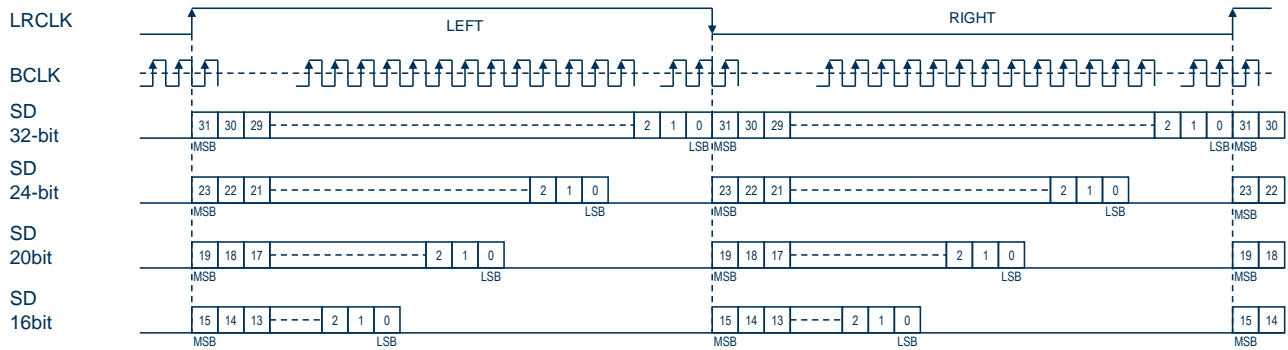 LRCLK LEFT RIGHT
BCLK
SD
32-bit
31 30 29 2 1 0 31 30 29 2 1 0 31 30
MSB LSB MSB LSB MSB
SD
24-bit
23 22 21 2 1 0 23 22 21 2 1 0 23 22
MSB LSB MSB LSB MSB
SD
20bit
19 18 17 2 1 0 19 18 17 2 1 0 19 18
MSB LSB MSB LSB MSB
SD
16bit
15 14 13 2 1 0 15 14 13 2 1 0 15 14
MSB LSB MSB LSB MSB